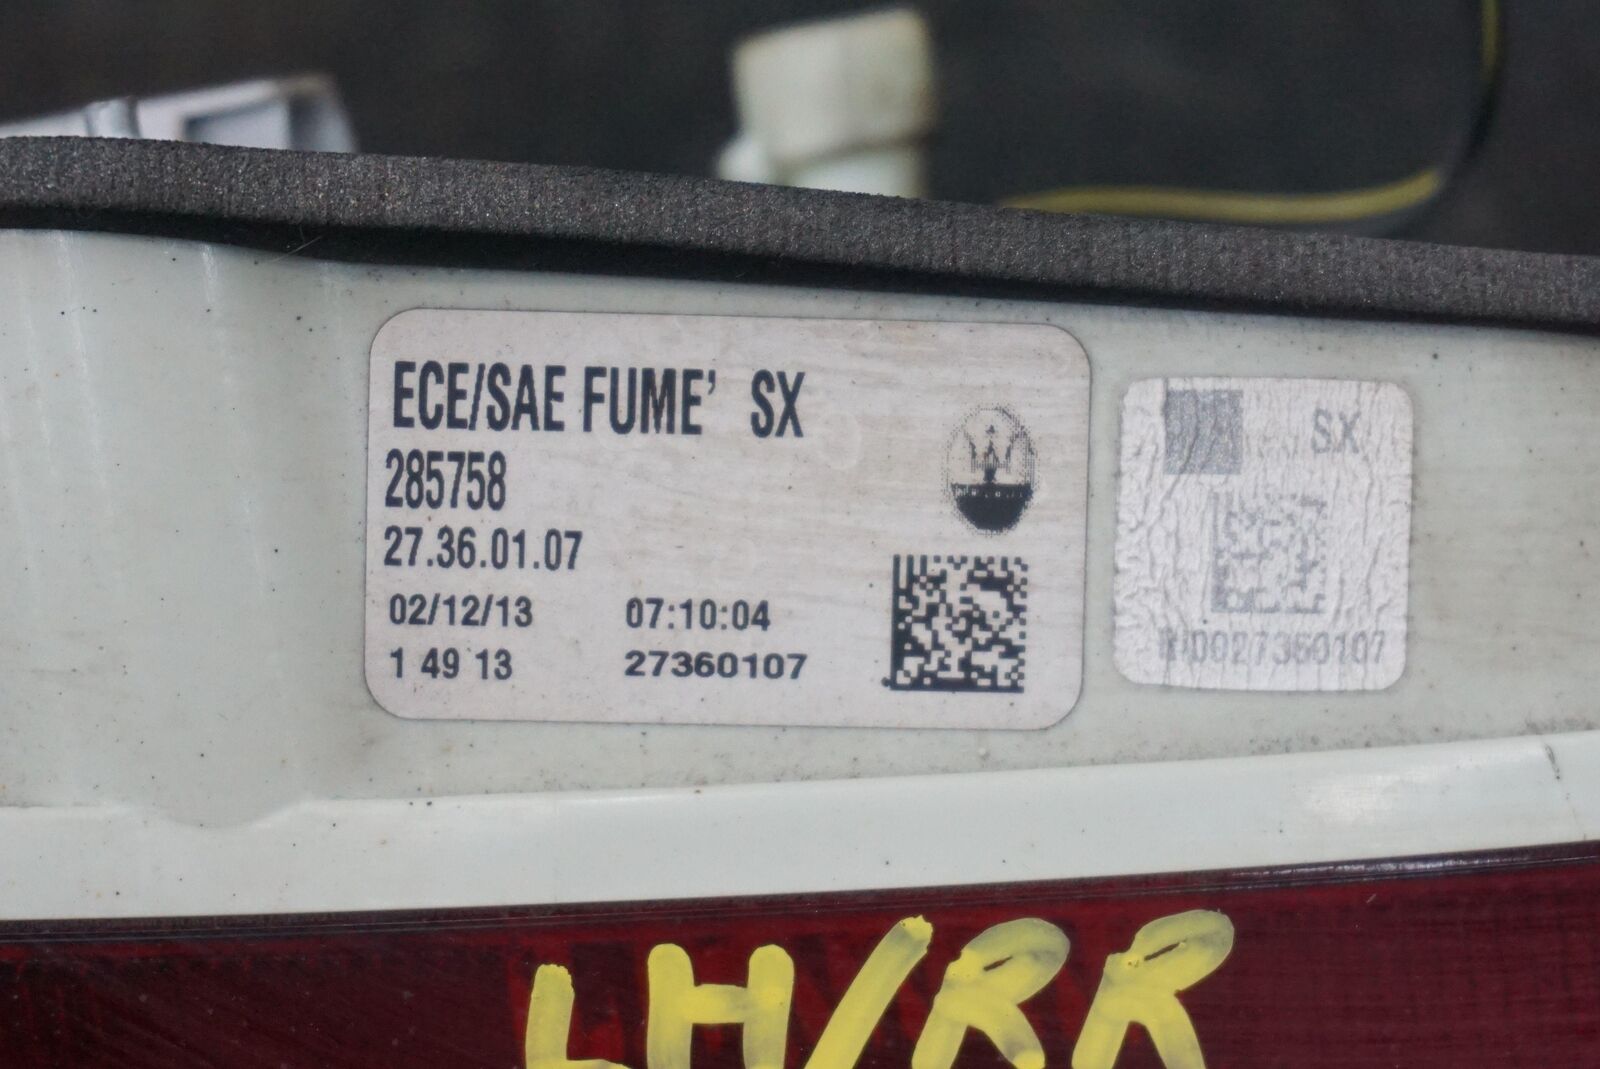 ECE/SAE FUME' SX
285758
27.36.01.07
02/12/13 07:10:04
1 49 13 27360107
SX
LH/RR